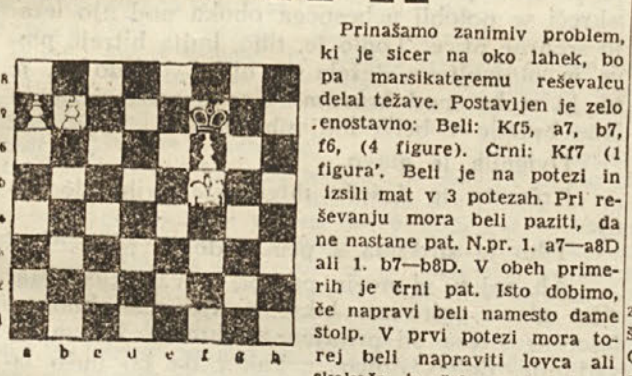 Prinašamo zanimiv problem,
ki je sicer na oko lahek, bo
pa marsikateremu reševalcu
delal težave. Postavljen je zelo
.enostavno: Beli: Kf5, a7, b7,
f6, (4 figure). Crni: Kf7 (1
figura'. Beli je na potezi in
izsili mat v 3 potezah. Pri re-
ševanju mora beli paziti, da
ne nastane pat. N.pr. 1. a7—a8D
ali 1. b7—b8D. V obeh prime-
rih je črni pat. Isto dobimo,
če napravi beli namesto dame
stolp. V prvi potezi mora to-
rej beli napraviti lovca ali
8
6
a b c d e f g h